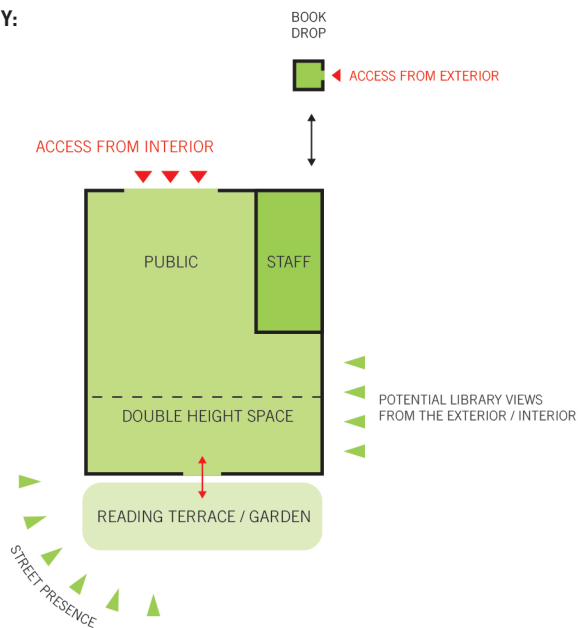 Y:
BOOK
DROP
ACCESS FROM EXTERIOR
ACCESS FROM INTERIOR
PUBLIC
STAFF
POTENTIAL LIBRARY VIEWS
FROM THE EXTERIOR / INTERIOR
DOUBLE HEIGHT SPACE
READING TERRACE / GARDEN
STREET PRESENCE